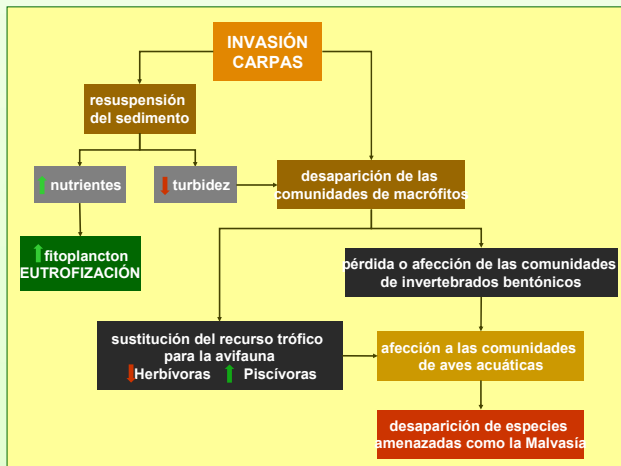 INVASIÓN
CARPAS
resuspensión
del sedimento
nutrientes
turbidez
desaparición de las
comunidades de macrófitos
fitoplancton
EUTROFIZACIÓN
pérdida o afección de las comunidades
de invertebrados bentónicos
sustitución del recurso trófico
para la avifauna
Herbívoras Piscívoras
afección a las comunidades
de aves acuáticas
desaparición de especies
amenazadas como la Malvasía